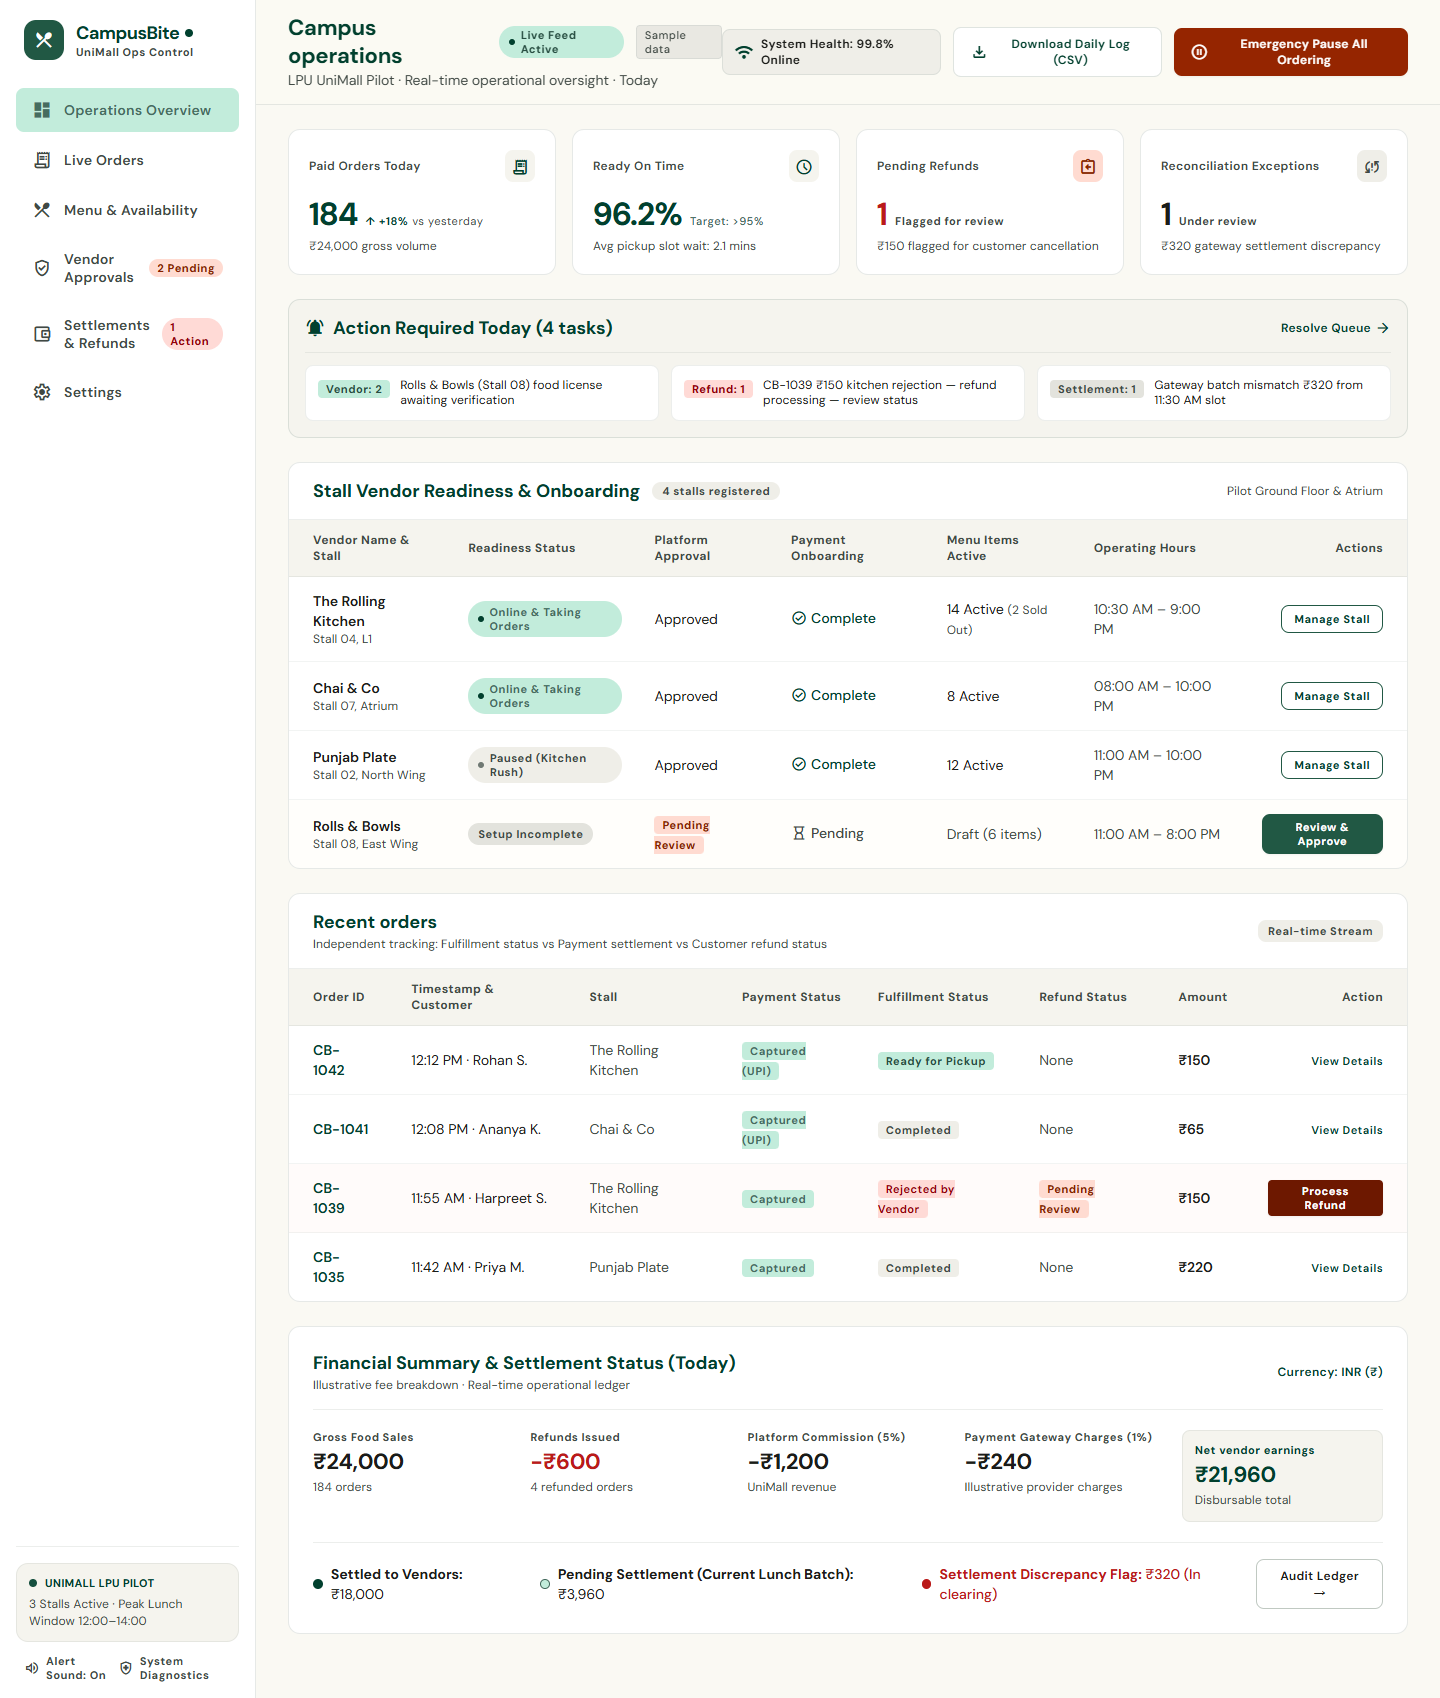 CampusBite
UniMall Ops Control
Operations Overview
Live Orders
Menu & Availability
Vendor
Approvals
2 Pending
Settlements
& Refunds
1
Action
Settings
UNIMALL LPU PILOT
3 Stalls Active · Peak Lunch
Window 12:00–14:00
Alert
Sound: On
System
Diagnostics
Campus
operations
Live Feed
Active
Sample
data
LPU UniMall Pilot · Real-time operational oversight · Today
System Health: 99.8%
Online
Download Daily Log
(CSV)
Emergency Pause All
Ordering
Paid Orders Today
184 ↑ +18% vs yesterday
₹24,000 gross volume
Ready On Time
96.2% Target: >95%
Avg pickup slot wait: 2.1 mins
Pending Refunds
1 Flagged for review
₹150 flagged for customer cancellation
Reconciliation Exceptions
1 Under review
₹320 gateway settlement discrepancy
Action Required Today (4 tasks)
Resolve Queue →
Vendor: 2
Rolls & Bowls (Stall 08) food license
awaiting verification
Refund: 1
CB-1039 ₹150 kitchen rejection — refund
processing — review status
Settlement: 1
Gateway batch mismatch ₹320 from
11:30 AM slot
Stall Vendor Readiness & Onboarding
4 stalls registered
Pilot Ground Floor & Atrium
Vendor Name &
Stall
Readiness Status
Platform
Approval
Payment
Onboarding
Menu Items
Active
Operating Hours
Actions
The Rolling
Kitchen
Stall 04, L1
Online & Taking
Orders
Approved
Complete
14 Active (2 Sold
Out)
10:30 AM – 9:00
PM
Manage Stall
Chai & Co
Stall 07, Atrium
Online & Taking
Orders
Approved
Complete
8 Active
08:00 AM – 10:00
PM
Manage Stall
Punjab Plate
Stall 02, North Wing
Paused (Kitchen
Rush)
Approved
Complete
12 Active
11:00 AM – 10:00
PM
Manage Stall
Rolls & Bowls
Stall 08, East Wing
Setup Incomplete
Pending
Review
Pending
Draft (6 items)
11:00 AM – 8:00 PM
Review &
Approve
Recent orders
Independent tracking: Fulfillment status vs Payment settlement vs Customer refund status
Real-time Stream
Order ID
Timestamp &
Customer
Stall
Payment Status
Fulfillment Status
Refund Status
Amount
Action
CB-
1042
12:12 PM · Rohan S.
The Rolling
Kitchen
Captured
(UPI)
Ready for Pickup
None
₹150
View Details
CB-1041
12:08 PM · Ananya K.
Chai & Co
Captured
(UPI)
Completed
None
₹65
View Details
CB-
1039
11:55 AM · Harpreet S.
The Rolling
Kitchen
Captured
Rejected by
Vendor
Pending
Review
₹150
Process
Refund
CB-
1035
11:42 AM · Priya M.
Punjab Plate
Captured
Completed
None
₹220
View Details
Financial Summary & Settlement Status (Today)
Illustrative fee breakdown · Real-time operational ledger
Currency: INR (₹)
Gross Food Sales
₹24,000
184 orders
Refunds Issued
-₹600
4 refunded orders
Platform Commission (5%)
-₹1,200
UniMall revenue
Payment Gateway Charges (1%)
-₹240
Illustrative provider charges
Net vendor earnings
₹21,960
Disbursable total
Settled to Vendors:
₹18,000
Pending Settlement (Current Lunch Batch):
₹3,960
Settlement Discrepancy Flag: ₹320 (In
clearing)
Audit Ledger
→